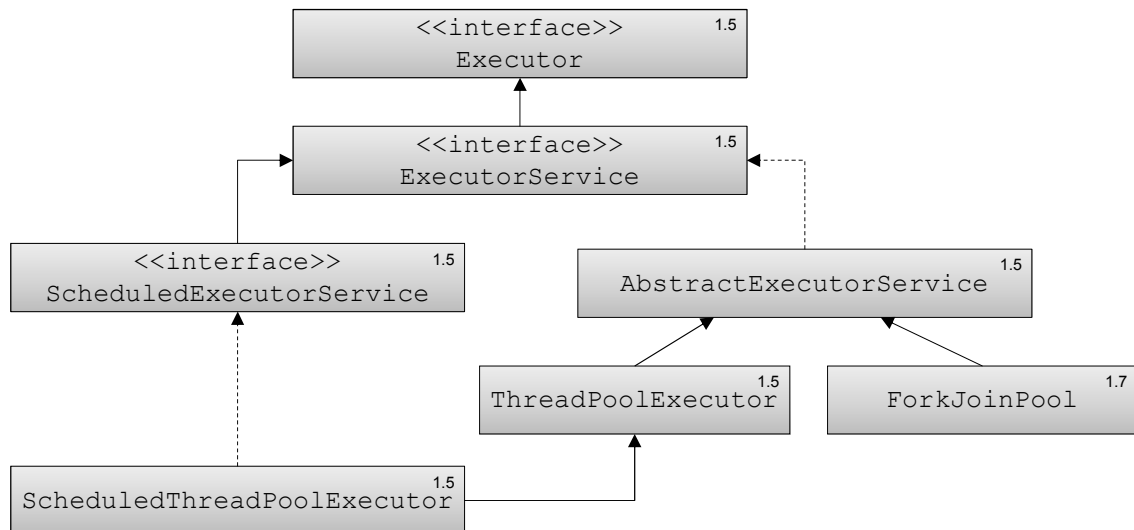 <<interface>>
1.5
Executor
<<interface>>
1.5
ExecutorService
<<interface>>
1.5
ScheduledExecutorService
1.5
AbstractExecutorService
1.5
ThreadPoolExecutor
1.7
ForkJoinPool
1.5
ScheduledThreadPoolExecutor